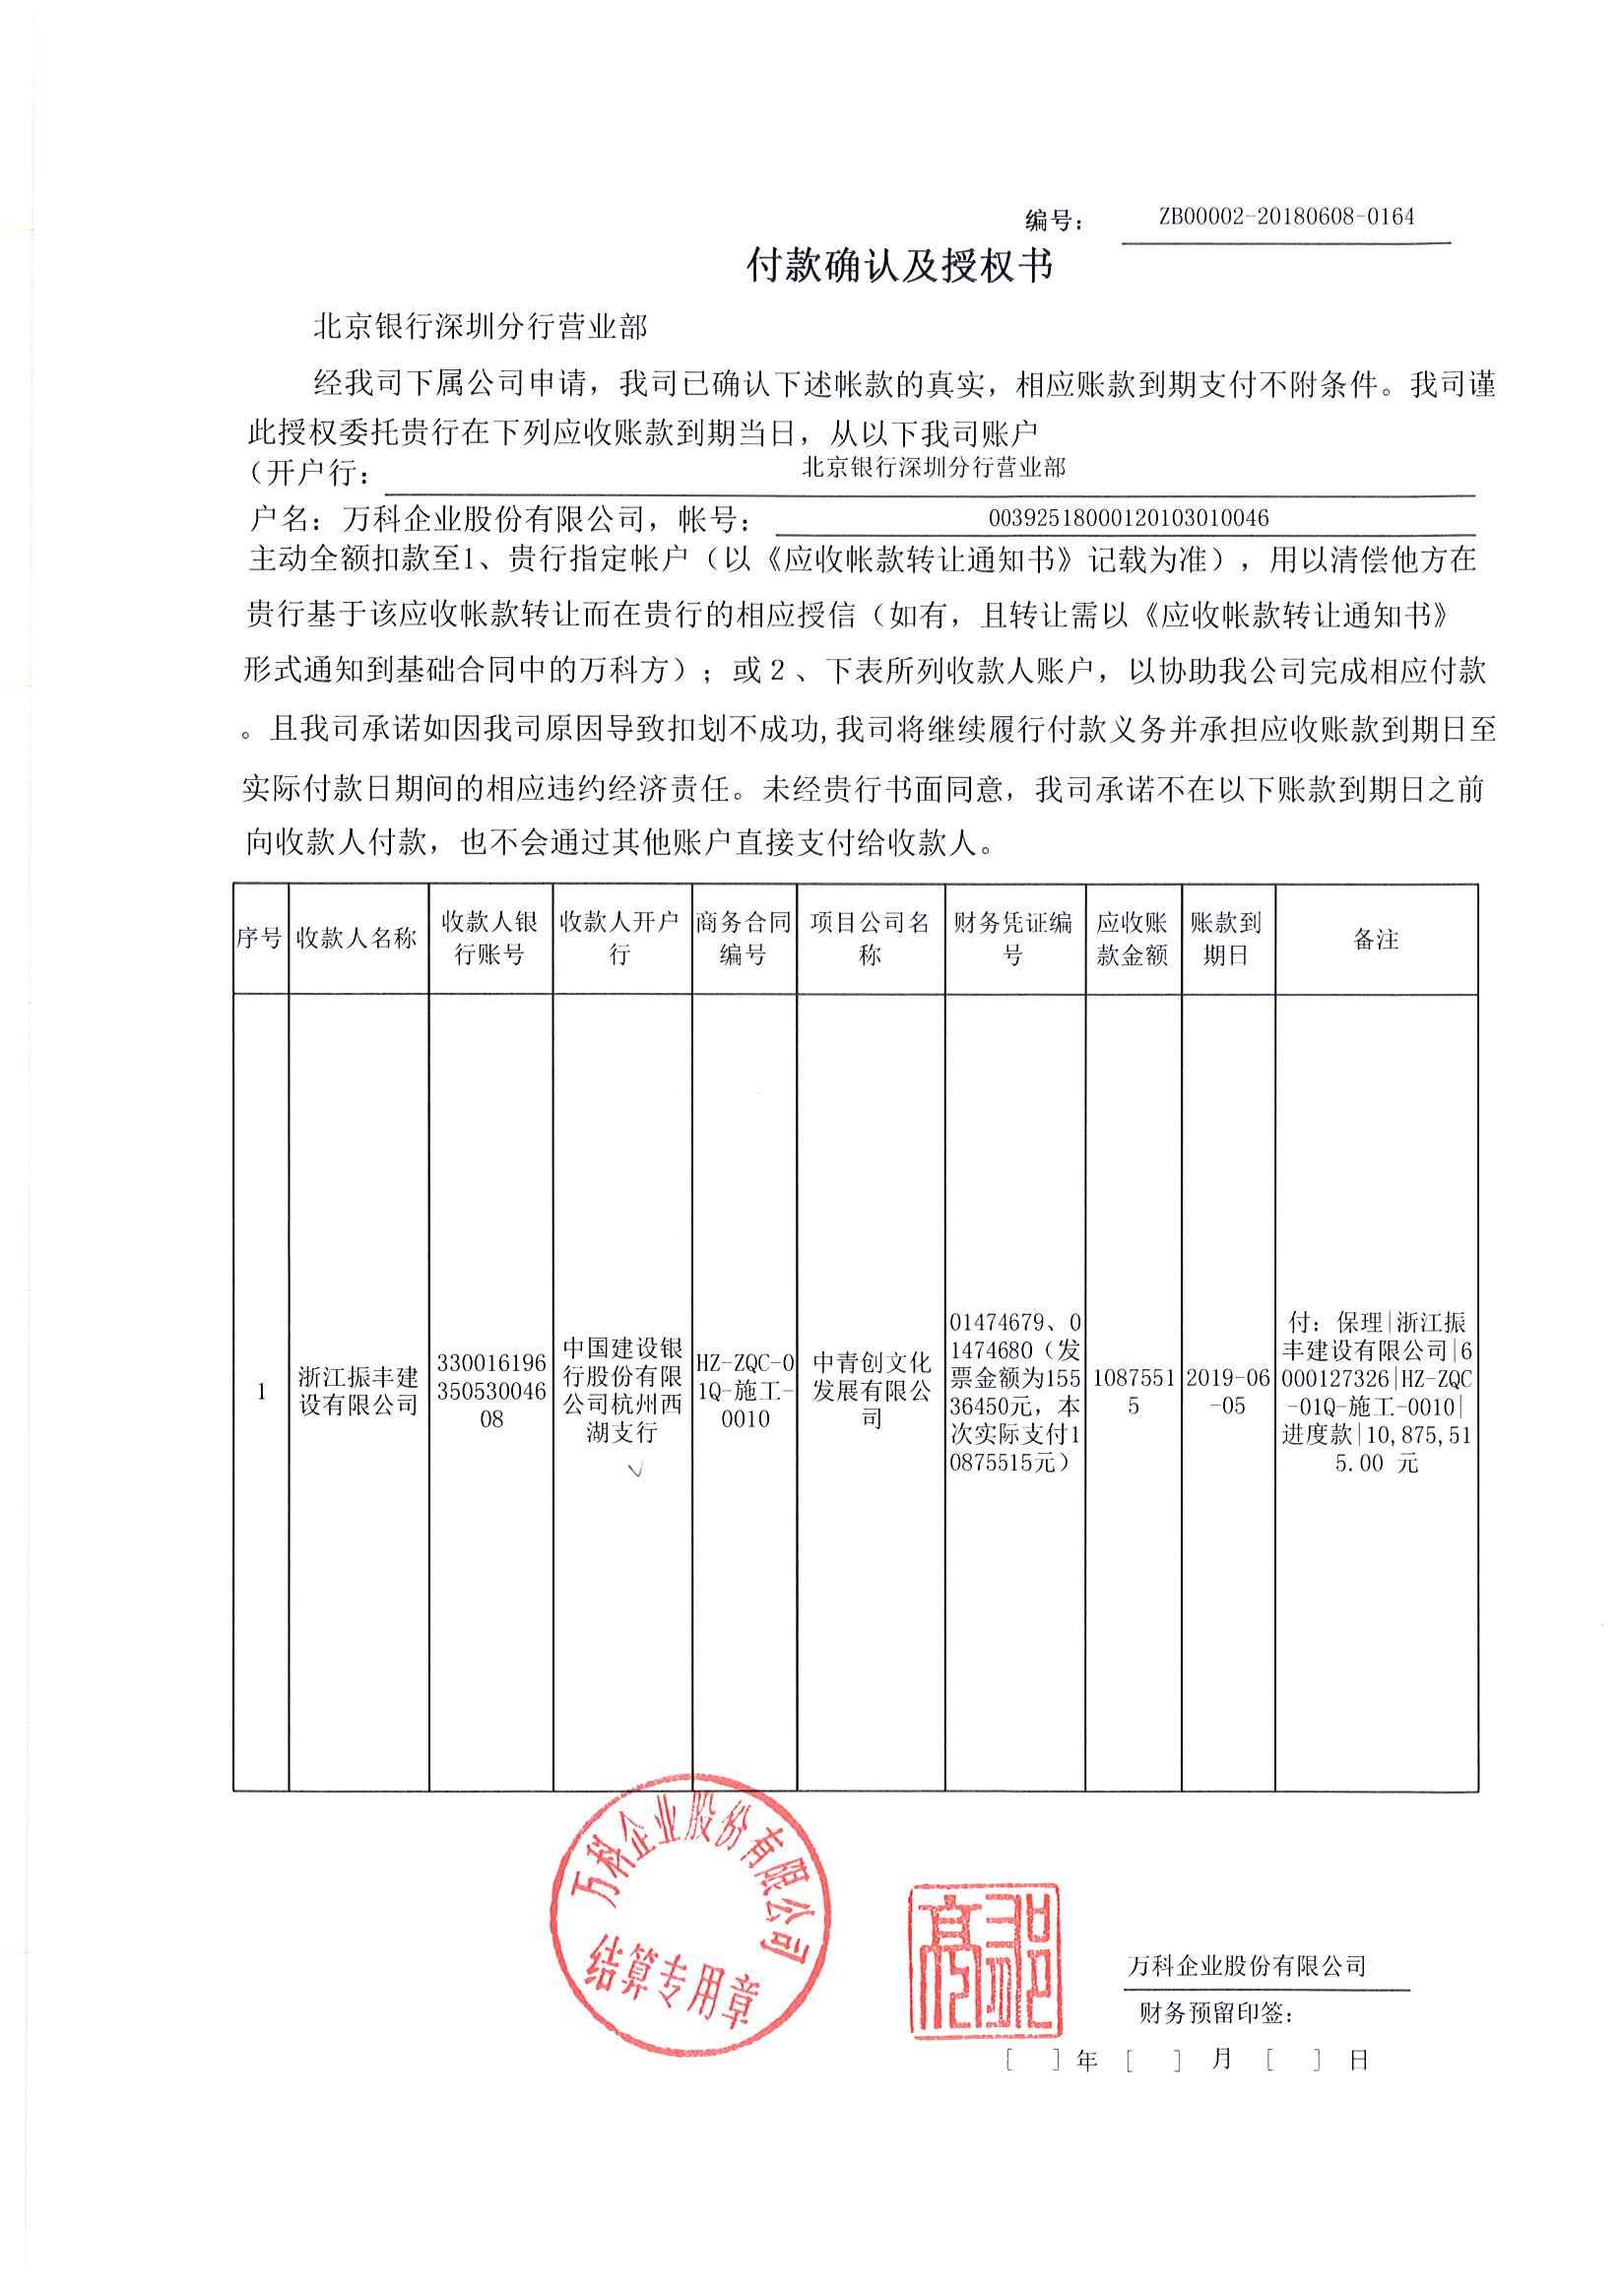 编号： ZB00002-20180608-0164
付款确认及授权书
北京银行深圳分行营业部
经我司下属公司申请，我司已确认下述帐款的真实，相应账款到期支付不附条件。我司谨
此授权委托贵行在下列应收账款到期当日，从以下我司账户
（开户行： 北京银行深圳分行营业部
户名：万科企业股份有限公司，帐号： 00392518000120103010046
主动全额扣款至1、贵行指定帐户（以《应收帐款转让通知书》记载为准），用以清偿他方在
贵行基于该应收帐款转让而在贵行的相应授信（如有，且转让需以《应收帐款转让通知书》
形式通知到基础合同中的万科方）；或２、下表所列收款人账户，以协助我公司完成相应付款
。且我司承诺如因我司原因导致扣划不成功,我司将继续履行付款义务并承担应收账款到期日至
实际付款日期间的相应违约经济责任。未经贵行书面同意，我司承诺不在以下账款到期日之前
向收款人付款，也不会通过其他账户直接支付给收款人。
序号
收款人名称
收款人银
行账号
收款人开户
行
商务合同
编号
项目公司名
称
财务凭证编
号
应收账
款金额
账款到
期日
备注
1
浙江振丰建
设有限公司
330016196
350530046
08
中国建设银
行股份有限
公司杭州西
湖支行
HZ-ZQC-0
1Q-施工-
0010
中青创文化
发展有限公
司
01474679、0
1474680（发
票金额为155
36450元，本
次实际支付1
0875515元）
1087551
5
2019-06
-05
付：保理|浙江振
丰建设有限公司|6
000127326|HZ-ZQC
-01Q-施工-0010|
进度款|10,875,51
5.00 元
万科企业股份有限公司
结算专用章
万科企业股份有限公司
财务预留印签：
[ ] 年 [ ] 月 [ ] 日